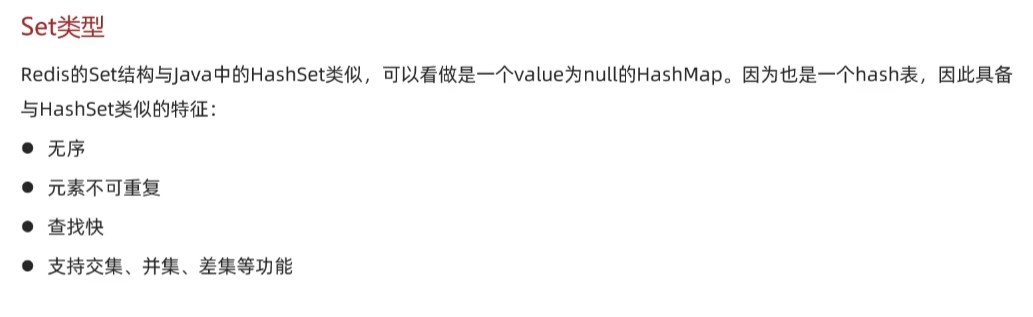 Set类型
Redis的Set结构与Java中的HashSet类似，可以看做是一个value为null的HashMap。因为也是一个hash表，因此具备
与HashSet类似的特征：
● 无序
● 元素不可重复
● 查找快
● 支持交集、并集、差集等功能